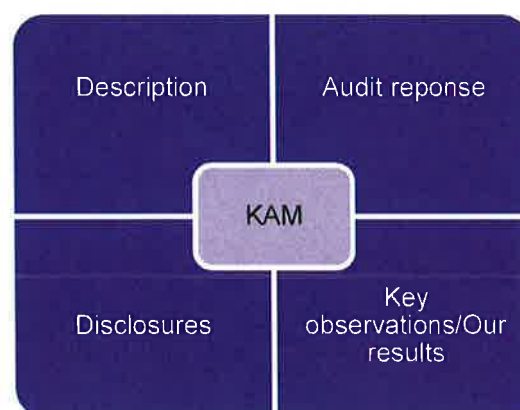 Description
Audit reponse
KAM
Disclosures
Key
observations/Our
results